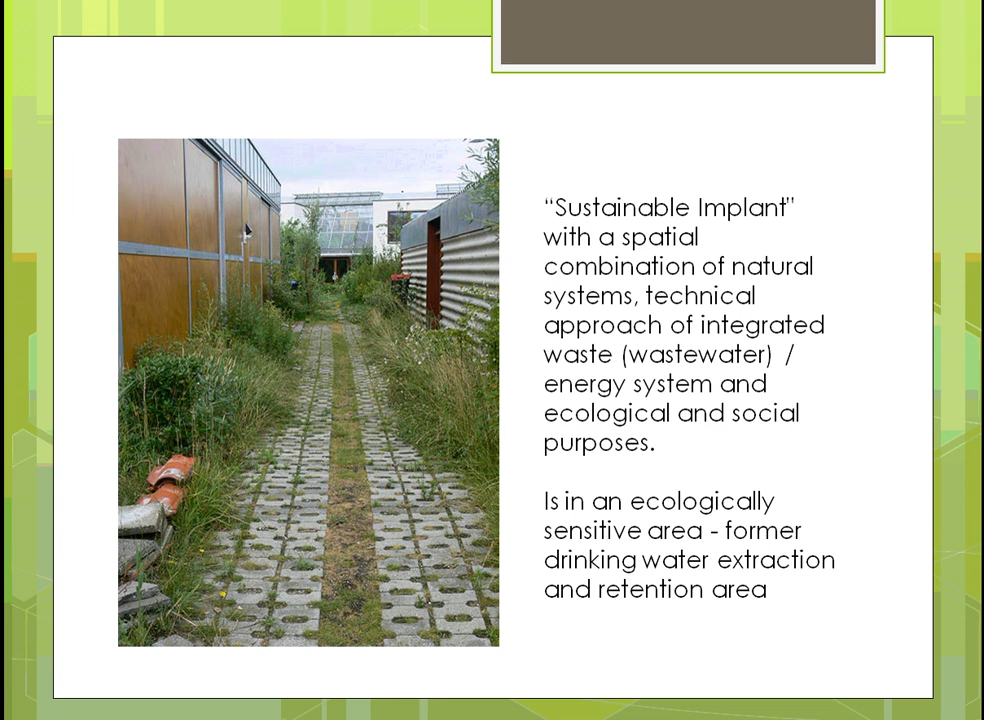 “Sustainable Implant”
with a spatial
combination of natural
systems, technical
approach of integrated
waste (wastewater)  /
energy system and
ecological and social
purposes.
Is in an ecologically
sensitive area - former
drinking water extraction
and retention area